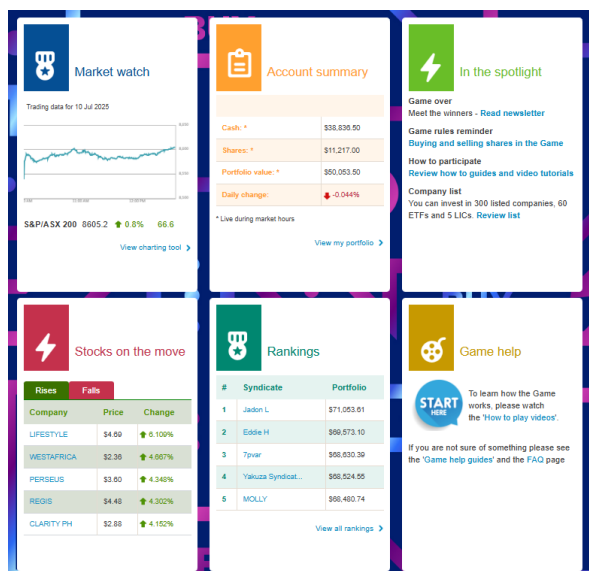 Market watch
Trading data for 10 Jul 2025
S&P/ASX 200 8605.2 0.8% 66.6
View charting tool
Account summary
Cash: * $38,836.50
Shares: * $11,217.00
Portfolio value: * $50,053.50
Daily change: -0.044%
* Live during market hours
View my portfolio
In the spotlight
Game over
Meet the winners - Read newsletter
Game rules reminder
Buying and selling shares in the Game
How to participate
Review how to guides and video tutorials
Company list
You can invest in 300 listed companies, 60
ETFs and 5 LICs. Review list
Stocks on the move
Rises Falls
Company Price Change
LIFESTYLE $4.69 6.109%
WESTAFRICA $2.36 4.667%
PERSEUS $3.60 4.348%
REGIS $4.48 4.302%
CLARITY PH $2.88 4.152%
Rankings
# Syndicate Portfolio
1 Jadon L $71,053.61
2 Eddie H $69,573.10
3 7pvar $68,630.39
4 Yakuza Syndicat... $68,524.55
5 MOLLY $68,480.74
View all rankings
Game help
START
HERE
To learn how the Game
works, please watch
the 'How to play videos'.
If you are not sure of something please see
the 'Game help guides' and the FAQ page